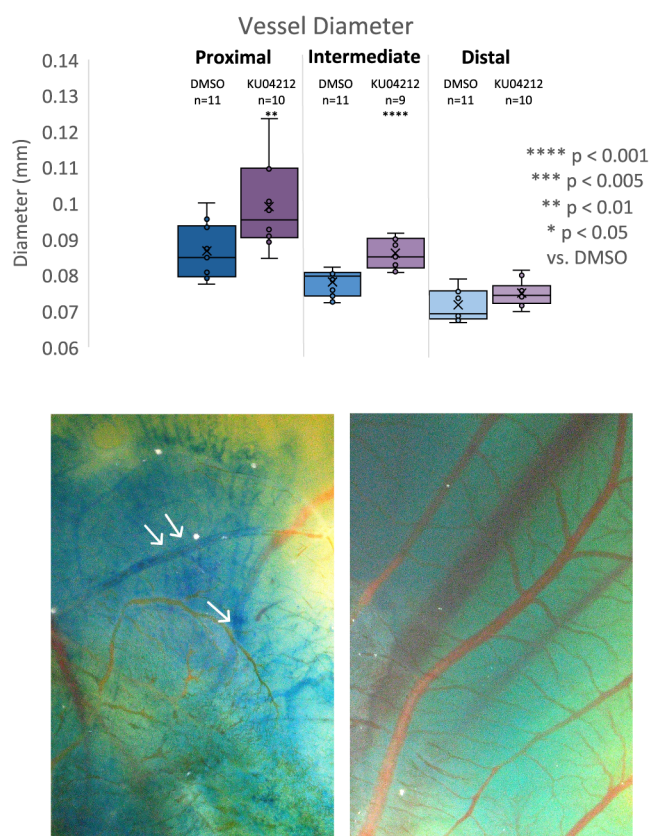 Vessel Diameter
Proximal Intermediate Distal
DMSO KU04212 DMSO KU04212 DMSO KU04212
n=11 n=10 n=11 n=9 n=11 n=10
** ****
**** p < 0.001
*** p < 0.005
** p < 0.01
* p < 0.05
vs. DMSO
Diameter (mm)
0.14
0.13
0.12
0.11
0.1
0.09
0.08
0.07
0.06